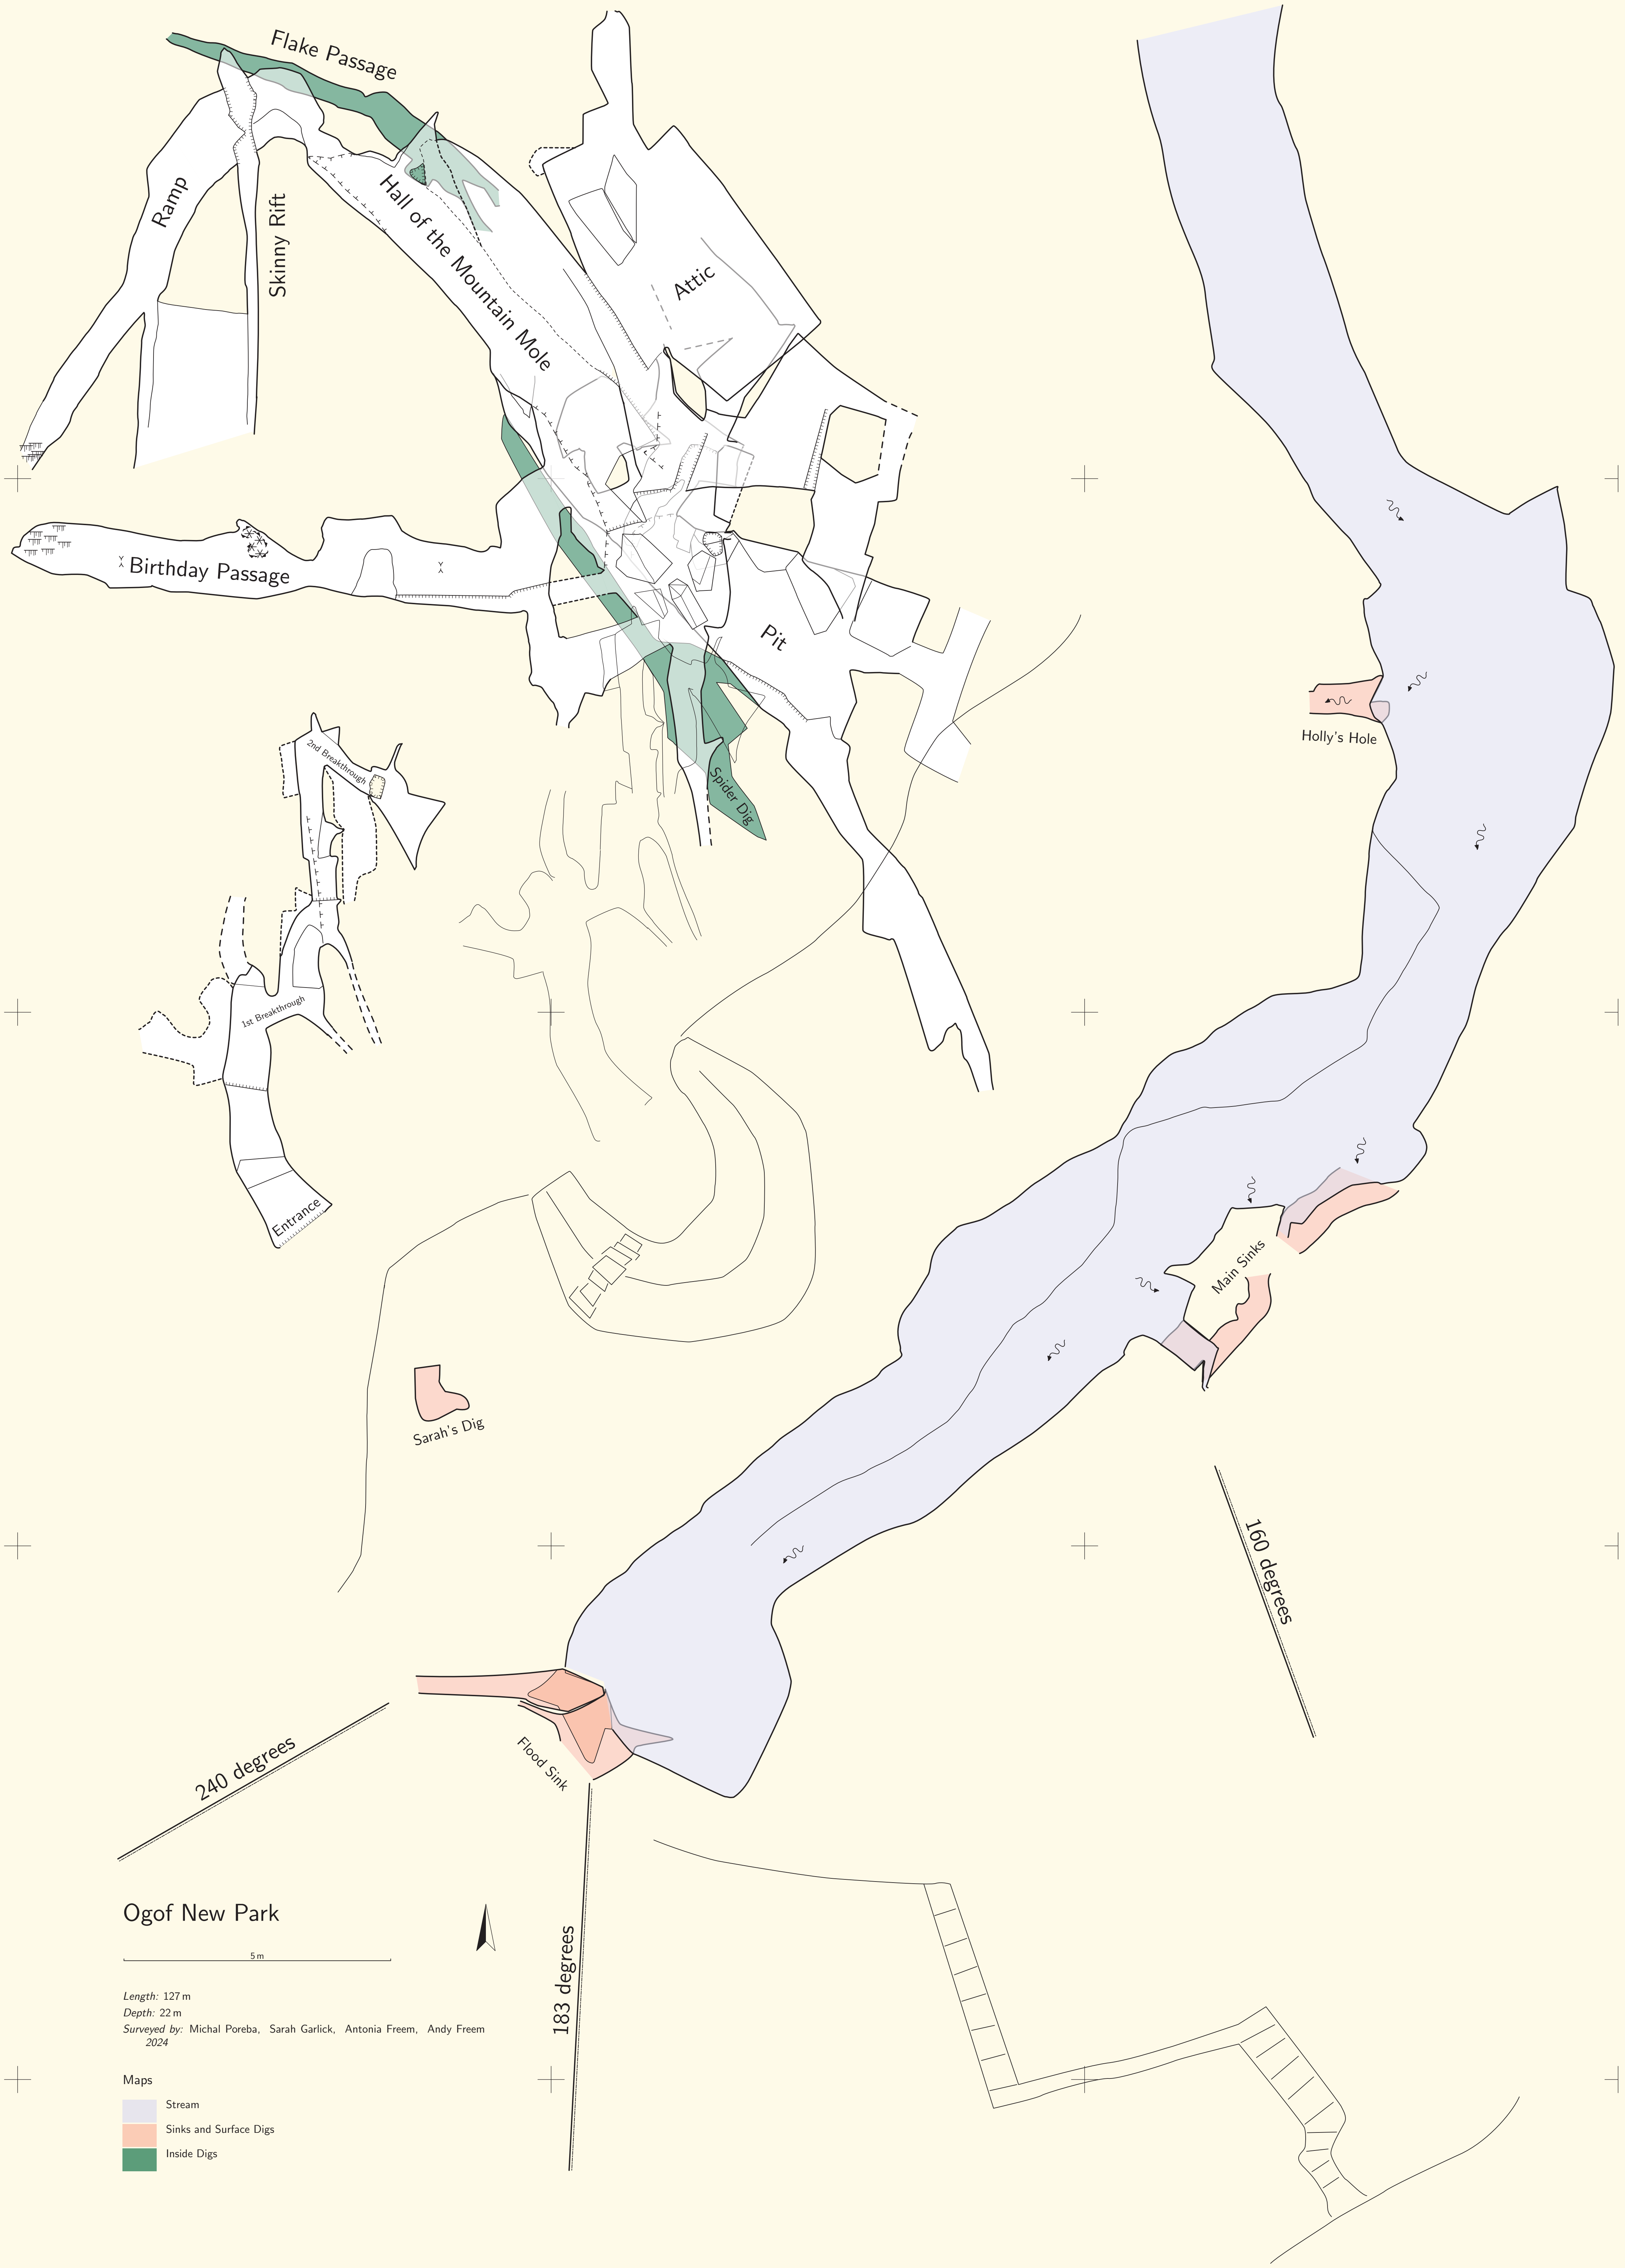 Flake Passage
Ramp
Skinny Rift
Hall of the Mountain Mole
Attic
Birthday Passage
Pit
Holly's Hole
2nd Breakthrough
Spider Dig
1st Breakthrough
Entrance
Main Sinks
Sarah's Dig
160 degrees
Flood Sink
240 degrees
183 degrees
Ogof New Park
5 m
Length: 127 m
Depth: 22 m
Surveyed by: Michal Poreba, Sarah Garlick, Antonia Freem, Andy Freem
2024
Maps
Stream
Sinks and Surface Digs
Inside Digs